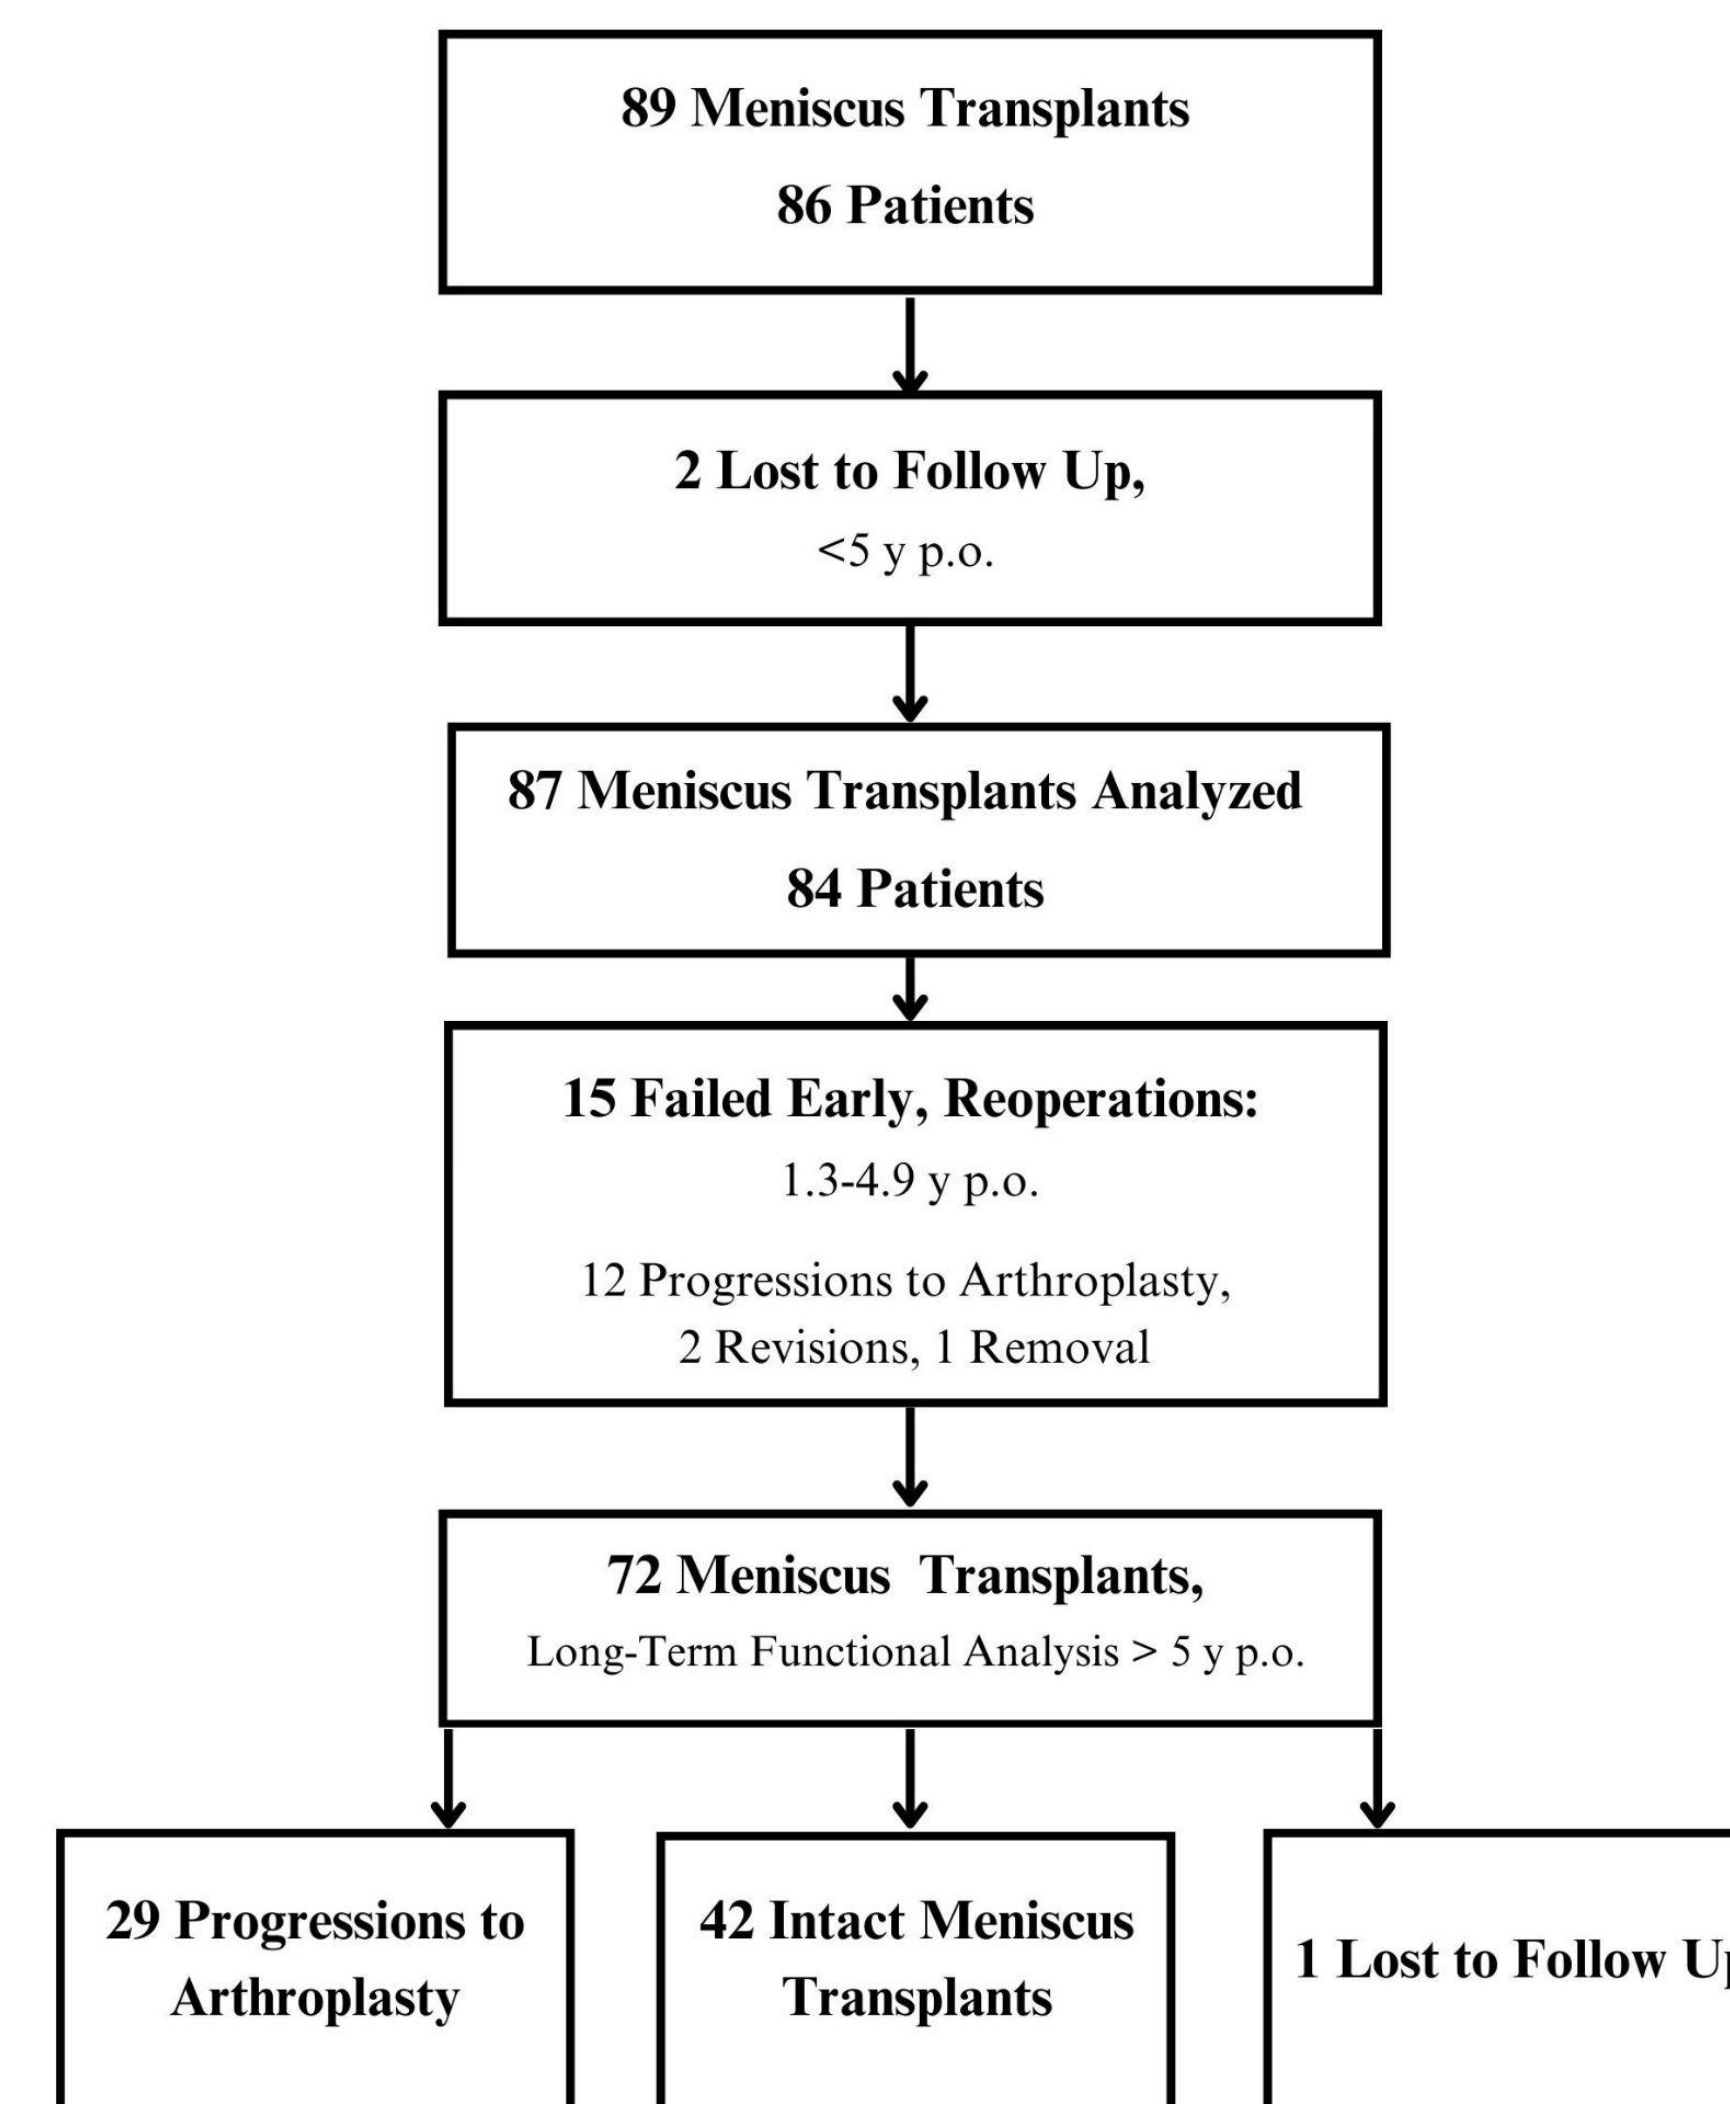 89 Meniscus Transplants
86 Patients
2 Lost to Follow Up,
<5 y p.o.
87 Meniscus Transplants Analyzed
84 Patients
15 Failed Early, Reoperations:
1.3-4.9 y p.o.
12 Progressions to Arthroplasty,
2 Revisions, 1 Removal
72 Meniscus Transplants,
Long-Term Functional Analysis > 5 y p.o.
29 Progressions to
Arthroplasty
42 Intact Meniscus
Transplants
1 Lost to Follow